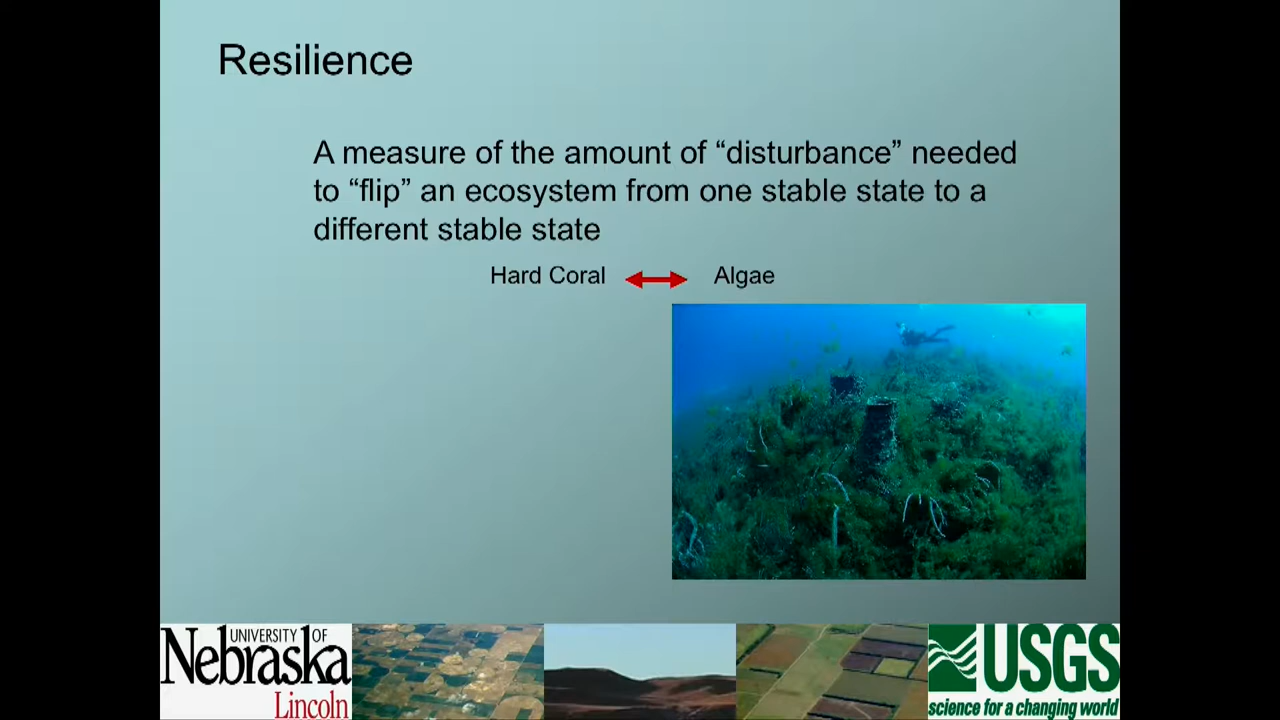 Resilience
A measure of the amount of “disturbance” needed
to “flip” an ecosystem from one stable state to a
different stable state
Hard Coral Algae
UNIVERSITY OF
Nebraska
Lincoln
USGS
science for a changing world